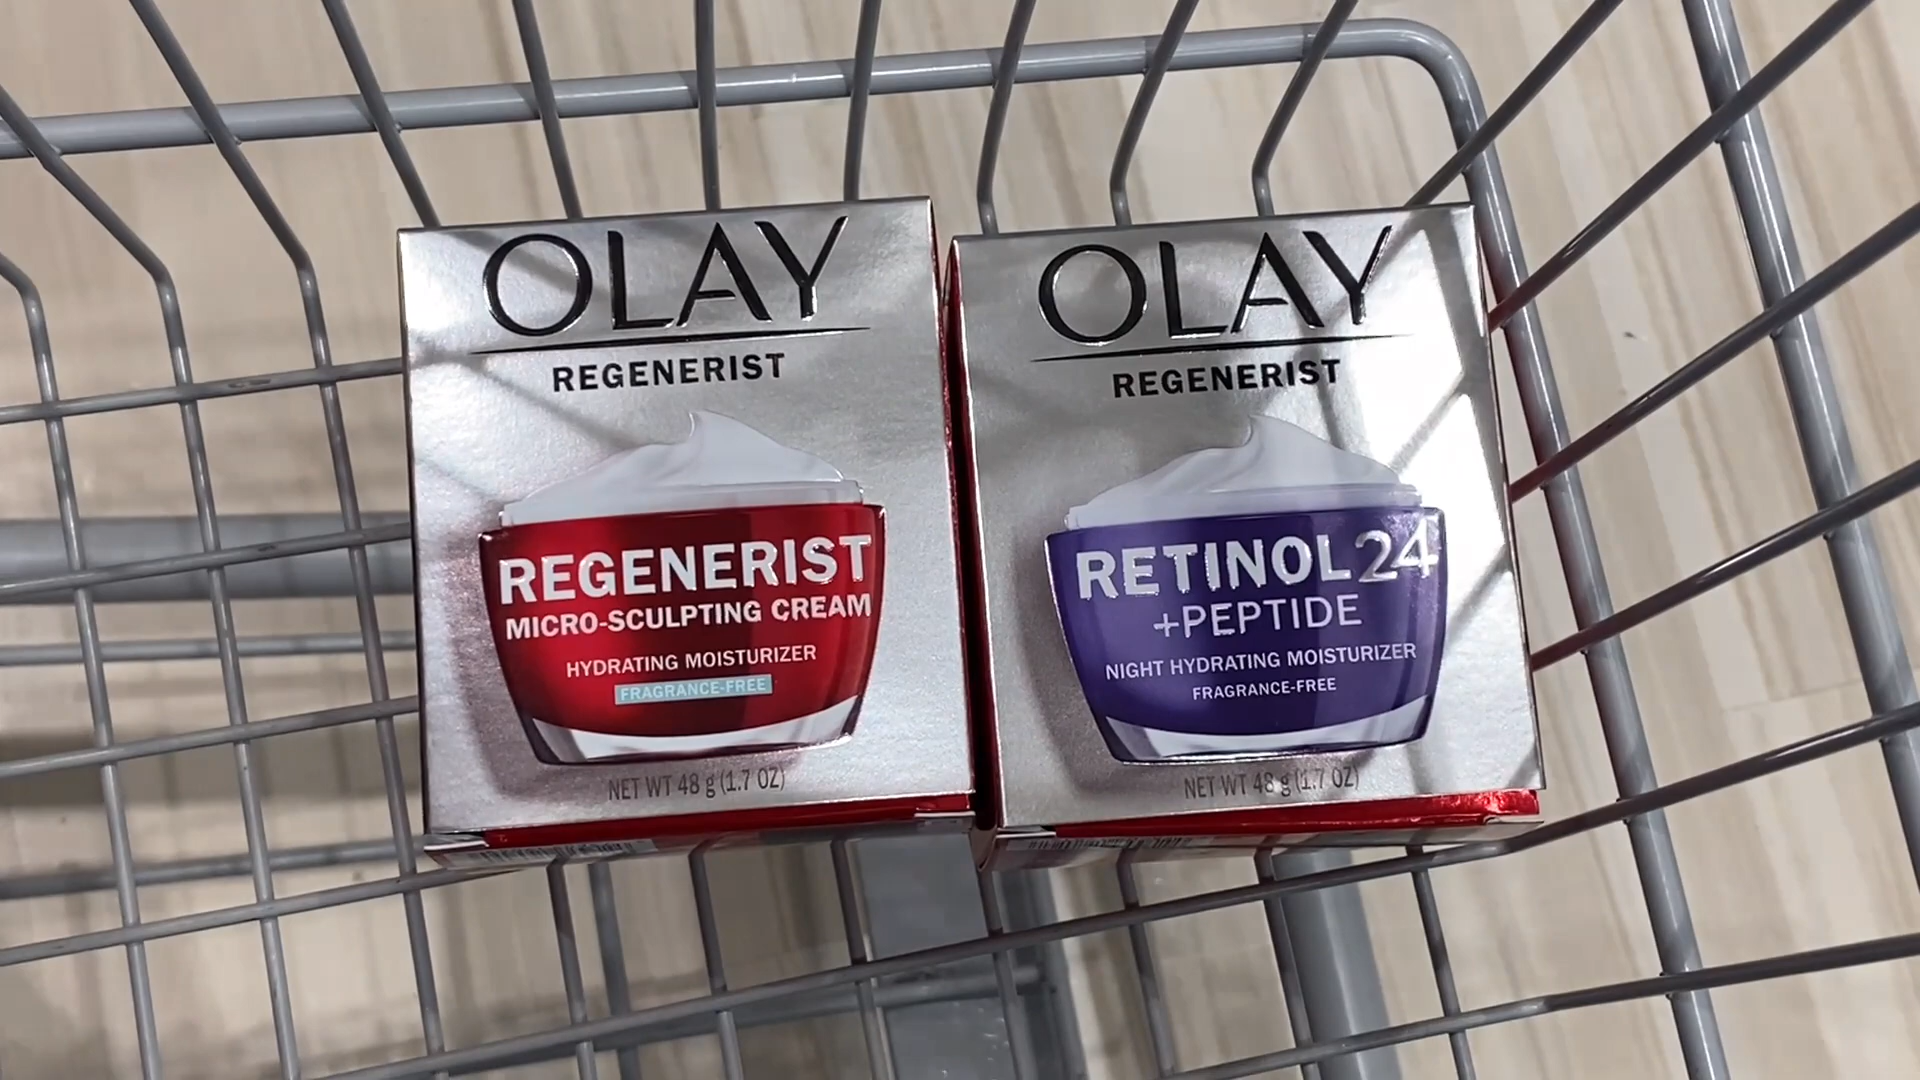 OLAY
REGENERIST
REGENERIST
MICRO-SCULPTING CREAM
HYDRATING MOISTURIZER
FRAGRANCE-FREE
NET WT 48 g (1.7 OZ)
OLAY
REGENERIST
RETINOL24
+PEPTIDE
NIGHT HYDRATING MOISTURIZER
FRAGRANCE-FREE
NET WT 48 g (1.7 OZ)